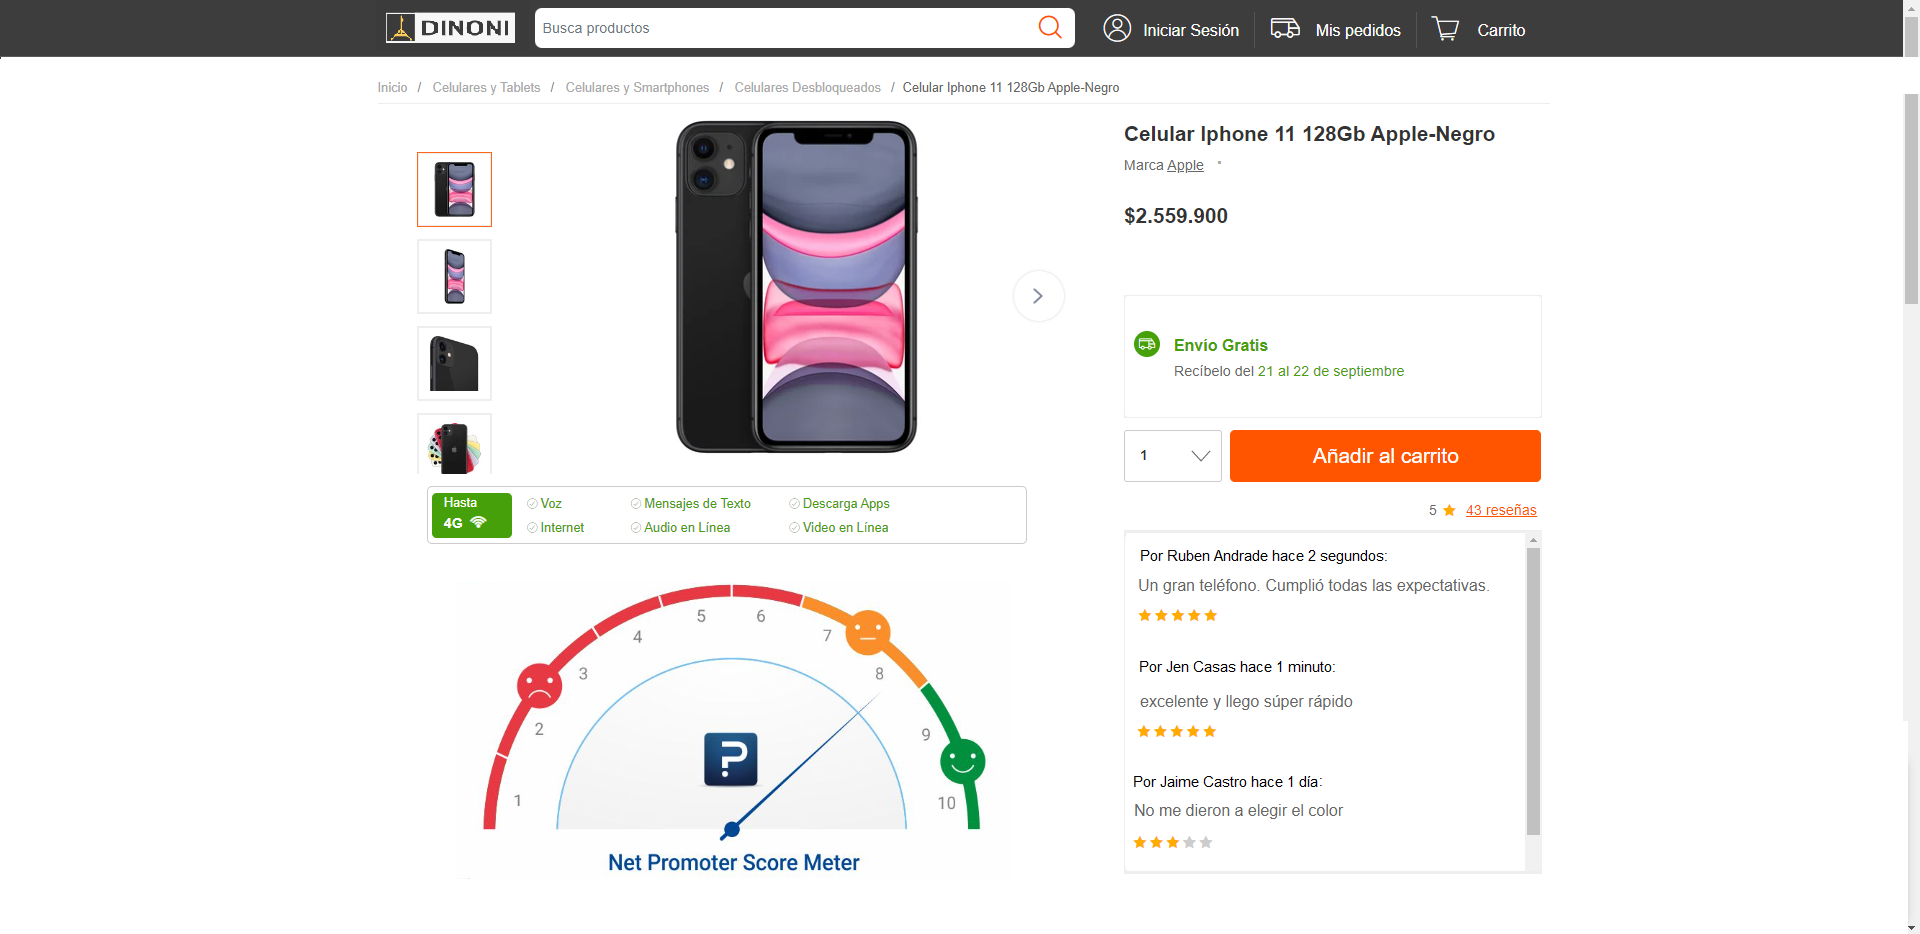 DINONI
Busca productos
Iniciar Sesión
Mis pedidos
Carrito
Inicio / Celulares y Tablets / Celulares y Smartphones / Celulares Desbloqueados / Celular Iphone 11 128Gb Apple-Negro
Celular Iphone 11 128Gb Apple-Negro
Marca Apple
$2.559.900
Envío Gratis
Recíbelo del 21 al 22 de septiembre
1
Añadir al carrito
5 43 reseñas
Hasta
4G
Voz Mensajes de Texto Descarga Apps
Internet Audio en Línea Video en Línea
Por Ruben Andrade hace 2 segundos:
Un gran teléfono. Cumplió todas las expectativas.
Por Jen Casas hace 1 minuto:
excelente y llego súper rápido
Por Jaime Castro hace 1 día:
No me dieron a elegir el color
1
2
3
4
5
6
7
8
9
10
?
Net Promoter Score Meter